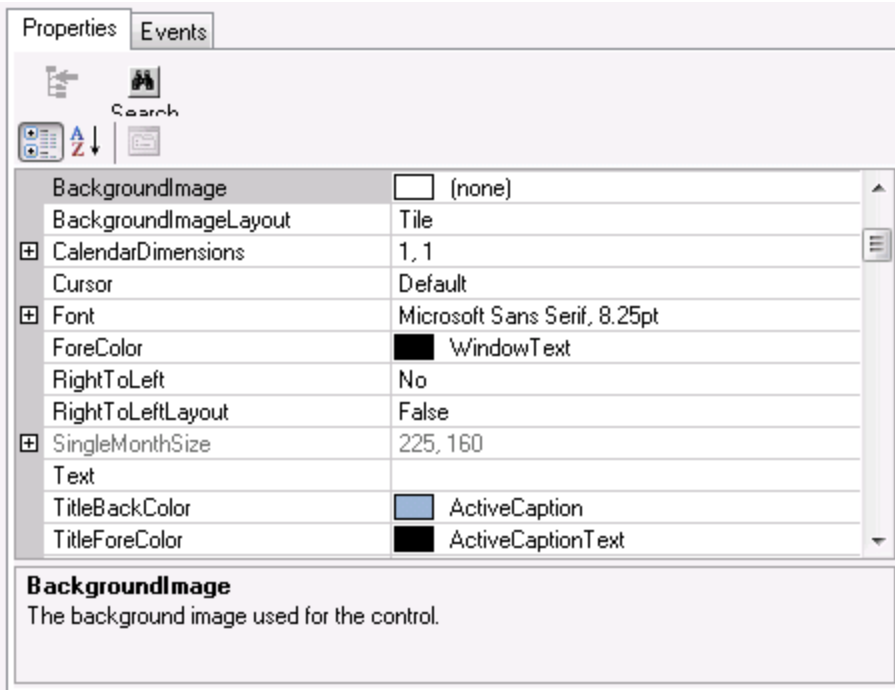 Properties Events
Search
A
Z
BackgroundImage (none)
BackgroundImageLayout Tile
CalendarDimensions 1, 1
Cursor Default
Font Microsoft Sans Serif, 8.25pt
ForeColor WindowText
RightToLeft No
RightToLeftLayout False
SingleMonthSize 225, 160
Text
TitleBackColor ActiveCaption
TitleForeColor ActiveCaptionText
BackgroundImage
The background image used for the control.